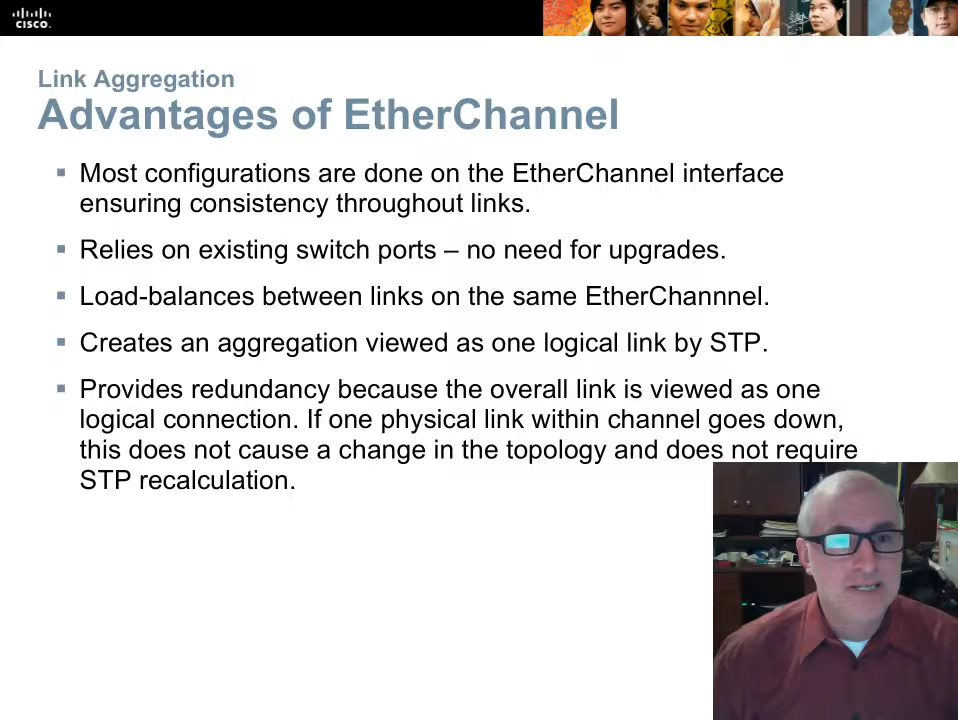 cisco.
Link Aggregation
Advantages of EtherChannel
▪ Most configurations are done on the EtherChannel interface
ensuring consistency throughout links.
▪ Relies on existing switch ports – no need for upgrades.
▪ Load-balances between links on the same EtherChannnel.
▪ Creates an aggregation viewed as one logical link by STP.
▪ Provides redundancy because the overall link is viewed as one
logical connection. If one physical link within channel goes down,
this does not cause a change in the topology and does not require
STP recalculation.